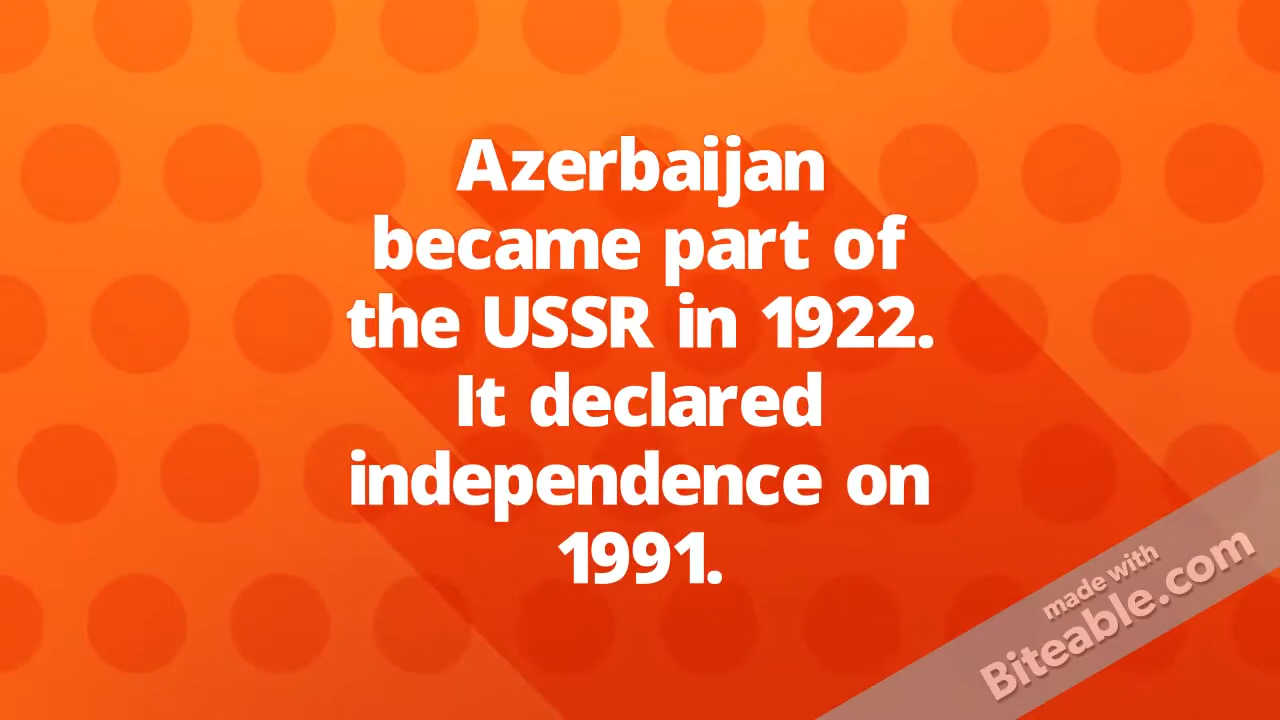 Azerbaijan
became part of
the USSR in 1922.
It declared
independence on
1991.
made with
Biteable.com